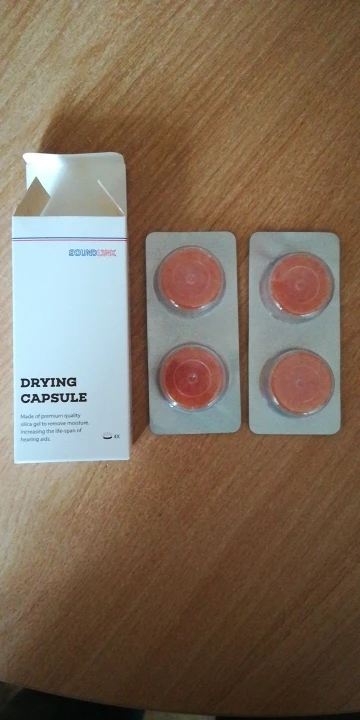 SOUNDLINK
DRYING
CAPSULE
Made of premium quality
silica gel to remove moisture,
increasing the life-span of
hearing aids.
4X